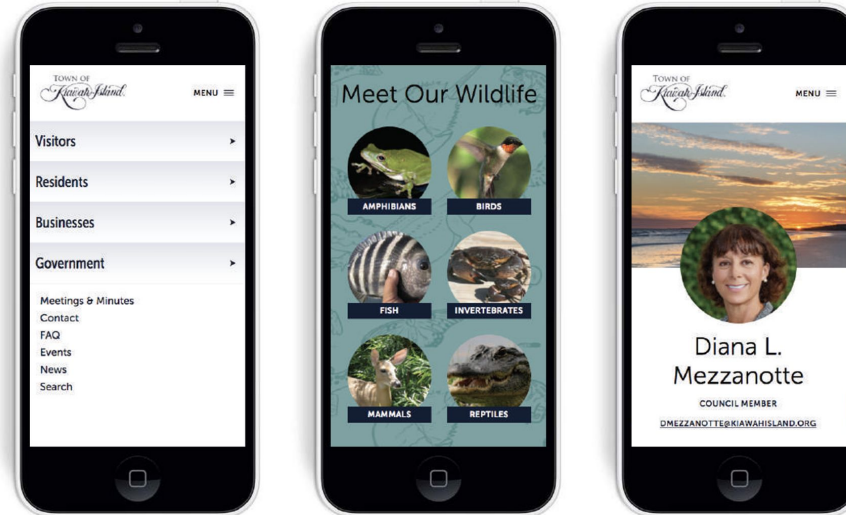 TOWN OF
Kiawah Island
MENU
Visitors
Residents
Businesses
Government
Meetings & Minutes
Contact
FAQ
Events
News
Search
Meet Our Wildlife
AMPHIBIANS
BIRDS
FISH
INVERTEBRATES
MAMMALS
REPTILES
TOWN OF
Kiawah Island
MENU
Diana L.
Mezzanotte
COUNCIL MEMBER
DMEZZANOTTE@KIAWAHISLAND.ORG